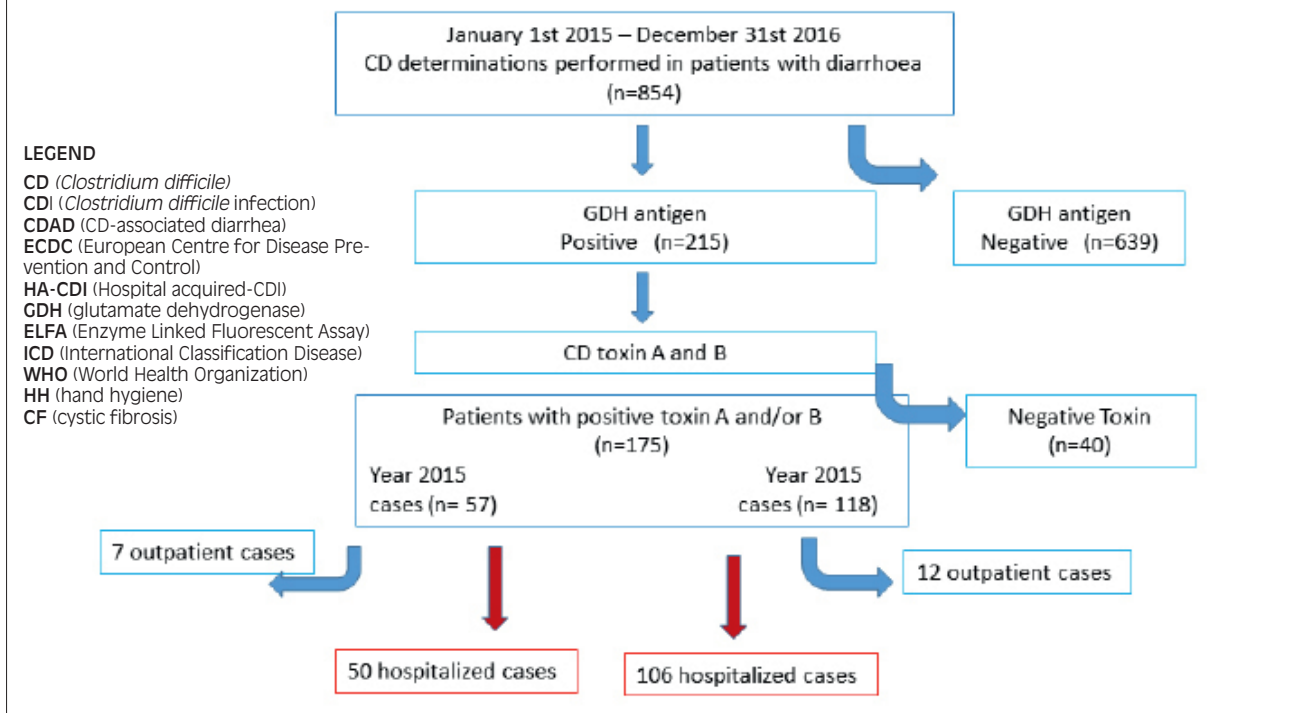 January 1st 2015 – December 31st 2016
CD determinations performed in patients with diarrhoea
(n=854)
LEGEND
CD (Clostridium difficile)
CDI (Clostridium difficile infection)
CDAD (CD-associated diarrhea)
ECDC (European Centre for Disease Pre-
vention and Control)
HA-CDI (Hospital acquired-CDI)
GDH (glutamate dehydrogenase)
ELFA (Enzyme Linked Fluorescent Assay)
ICD (International Classification Disease)
WHO (World Health Organization)
HH (hand hygiene)
CF (cystic fibrosis)
GDH antigen
Positive (n=215)
GDH antigen
Negative (n=639)
CD toxin A and B
Patients with positive toxin A and/or B
(n=175)
Year 2015
cases (n= 57)
Year 2015
cases (n= 118)
Negative Toxin
(n=40)
7 outpatient cases
12 outpatient cases
50 hospitalized cases
106 hospitalized cases